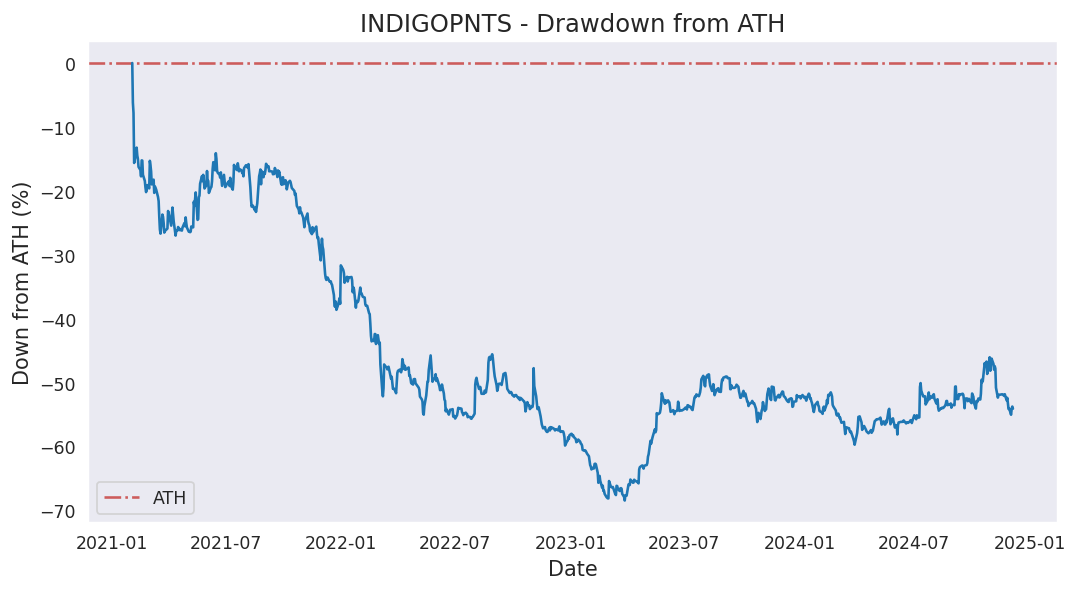 INDIGOPNTS - Drawdown from ATH
Down from ATH (%)
0
−10
−20
−30
−40
−50
−60
−70
ATH
2021-01 2021-07 2022-01 2022-07 2023-01 2023-07 2024-01 2024-07 2025-01
Date